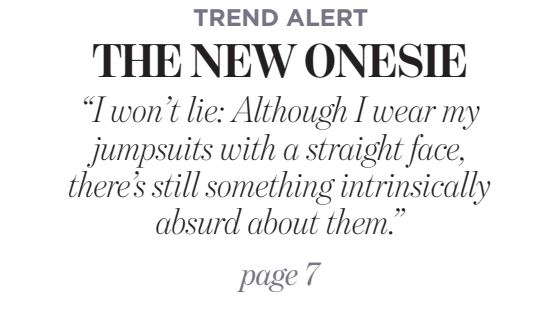 TREND ALERT
THE NEW ONESIE
“I won’t lie: Although I wear my
jumpsuits with a straight face,
there’s still something intrinsically
absurd about them.”
page 7